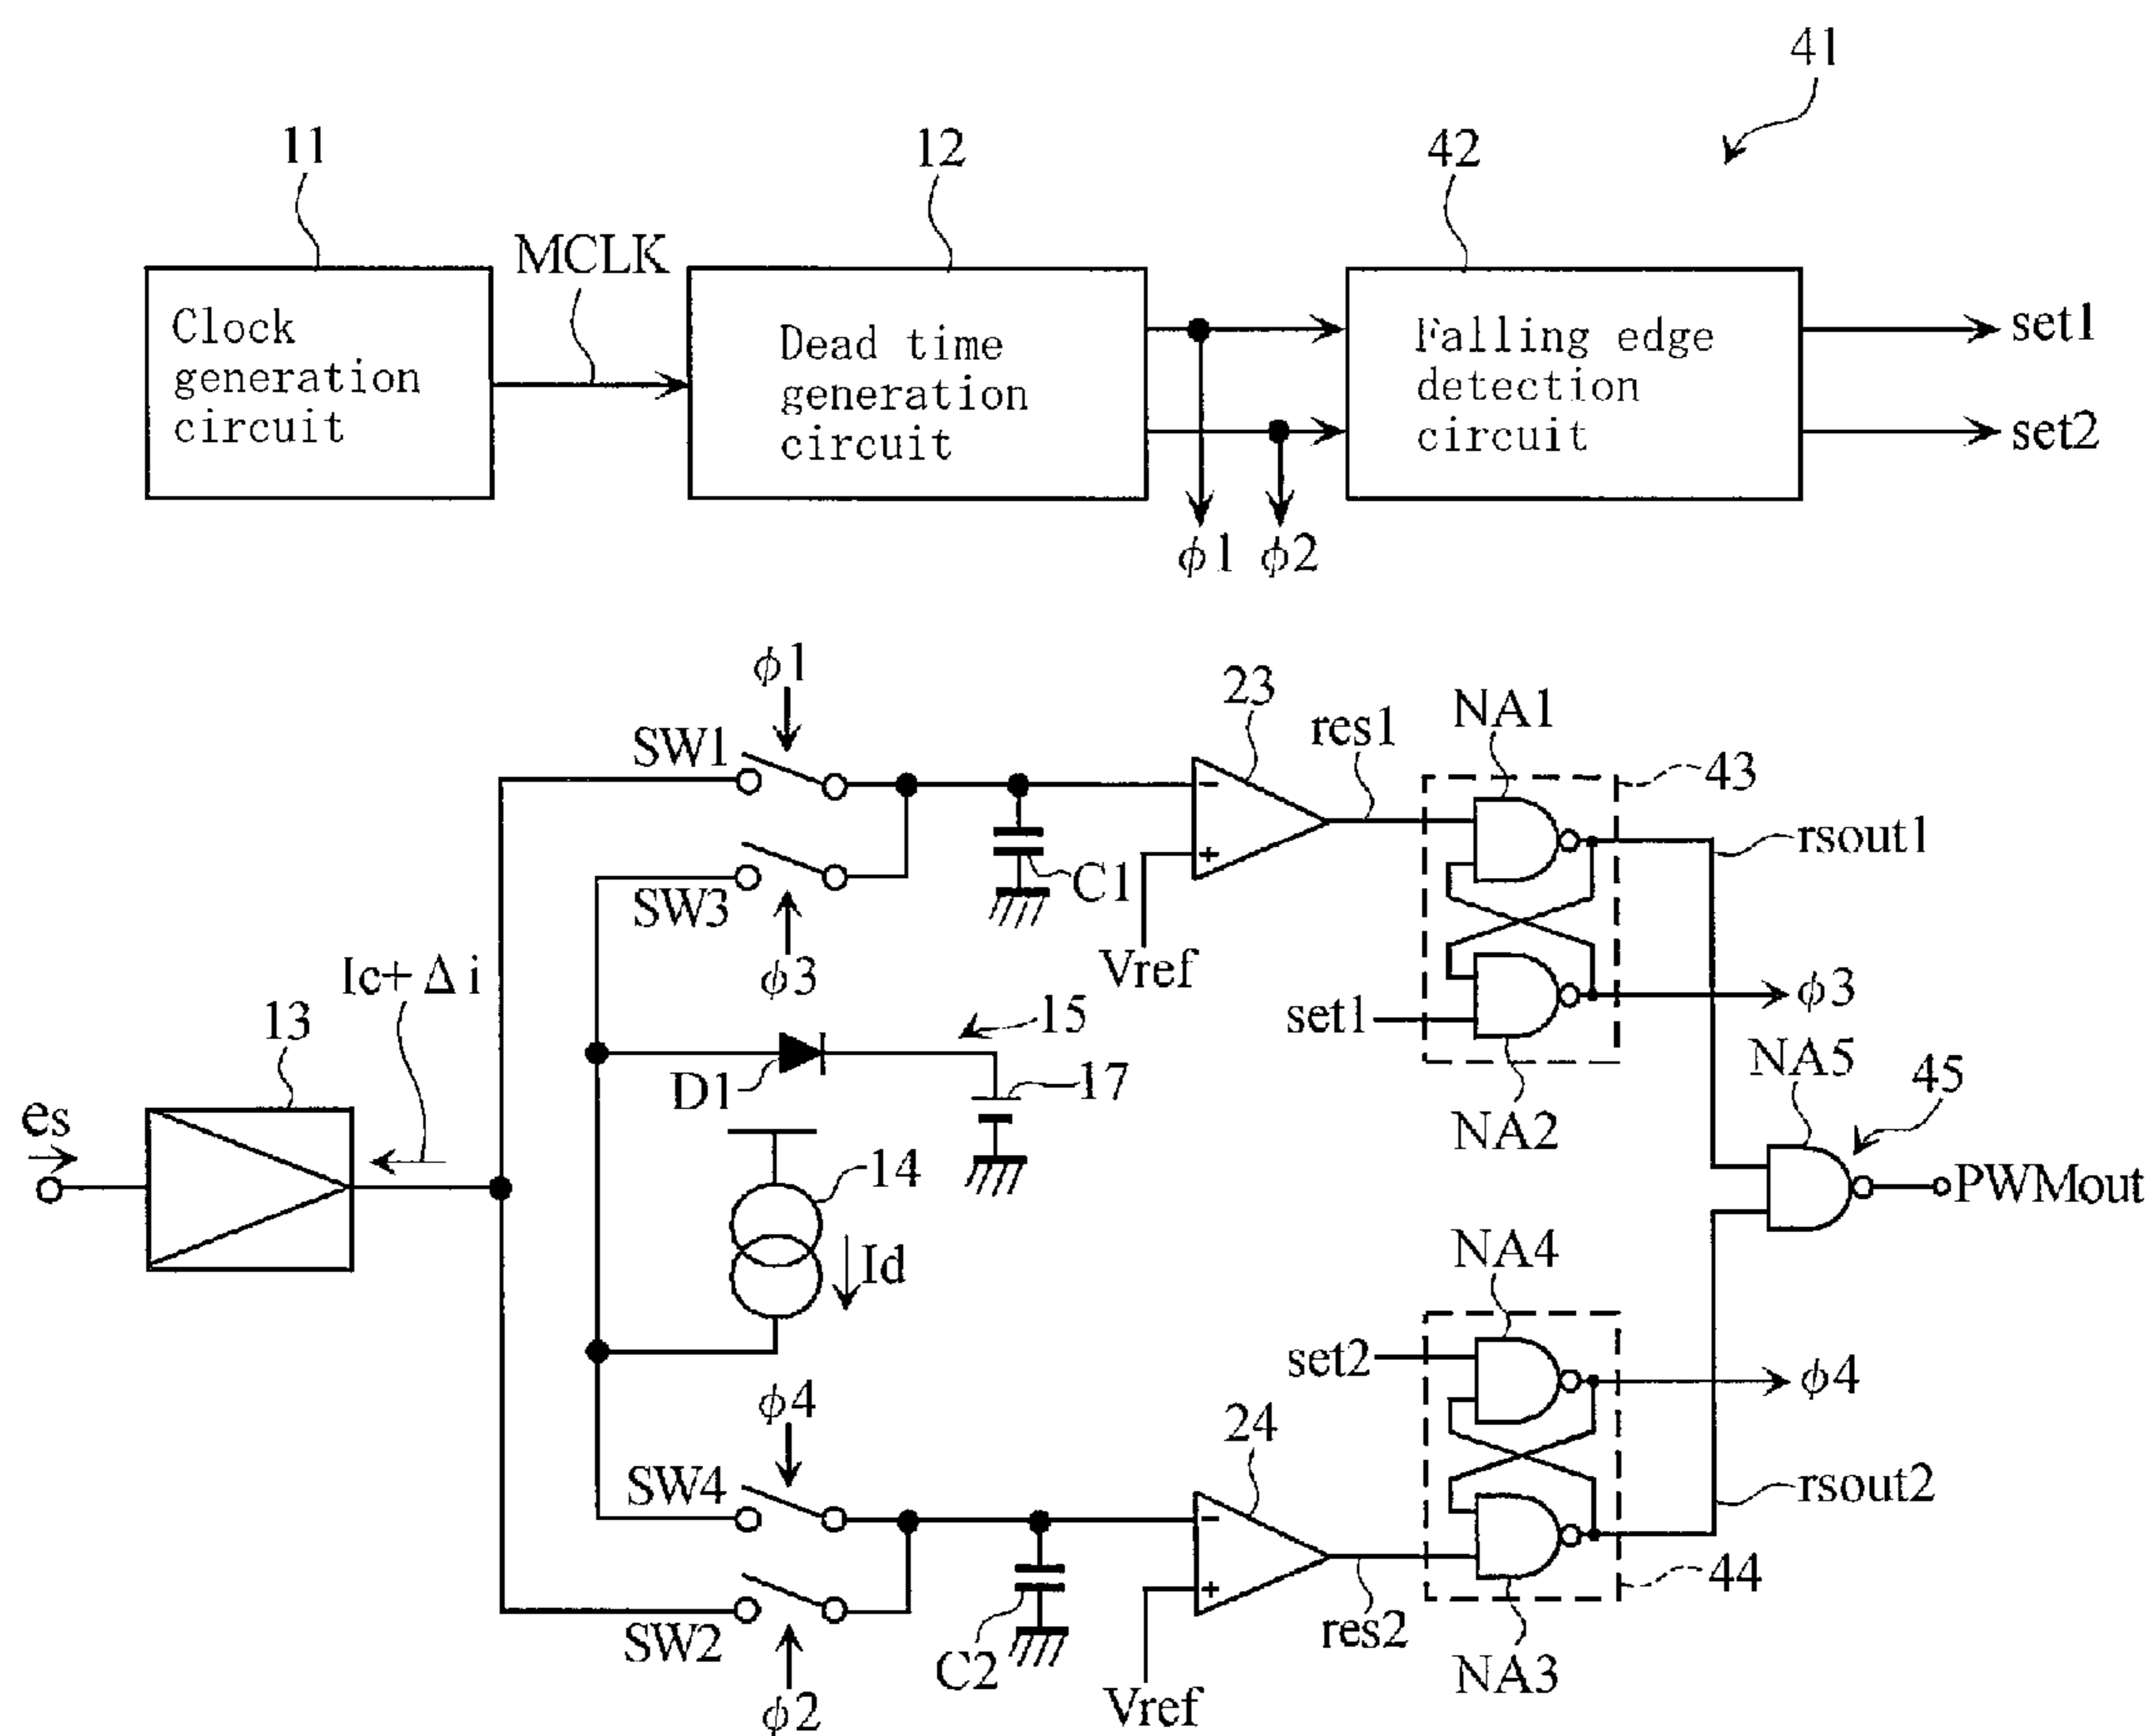 41
11
12
42
MCLK
Clock
generation
circuit
Dead time
generation
circuit
Falling edge
detection
circuit
set1
set2
ϕ1
ϕ2
ϕ1
SW1
23
res1
NA1
43
rsout1
SW3
C1
ϕ3
Vref
Ic+Δi
ϕ3
set1
15
13
D1
17
NA2
NA5
45
es
14
PWMout
Id
NA4
set2
ϕ4
ϕ4
24
SW4
rsout2
44
SW2
C2
res2
NA3
ϕ2
Vref